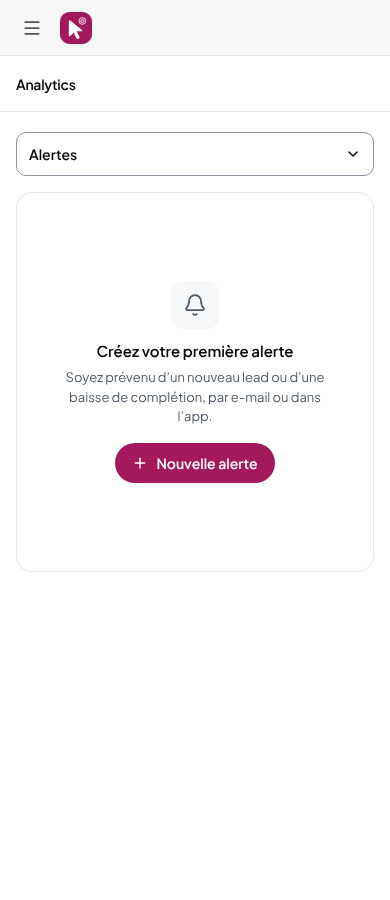 Analytics
Alertes
Créez votre première alerte
Soyez prévenu d'un nouveau lead ou d'une
baisse de complétion, par e-mail ou dans
l'app.
Nouvelle alerte